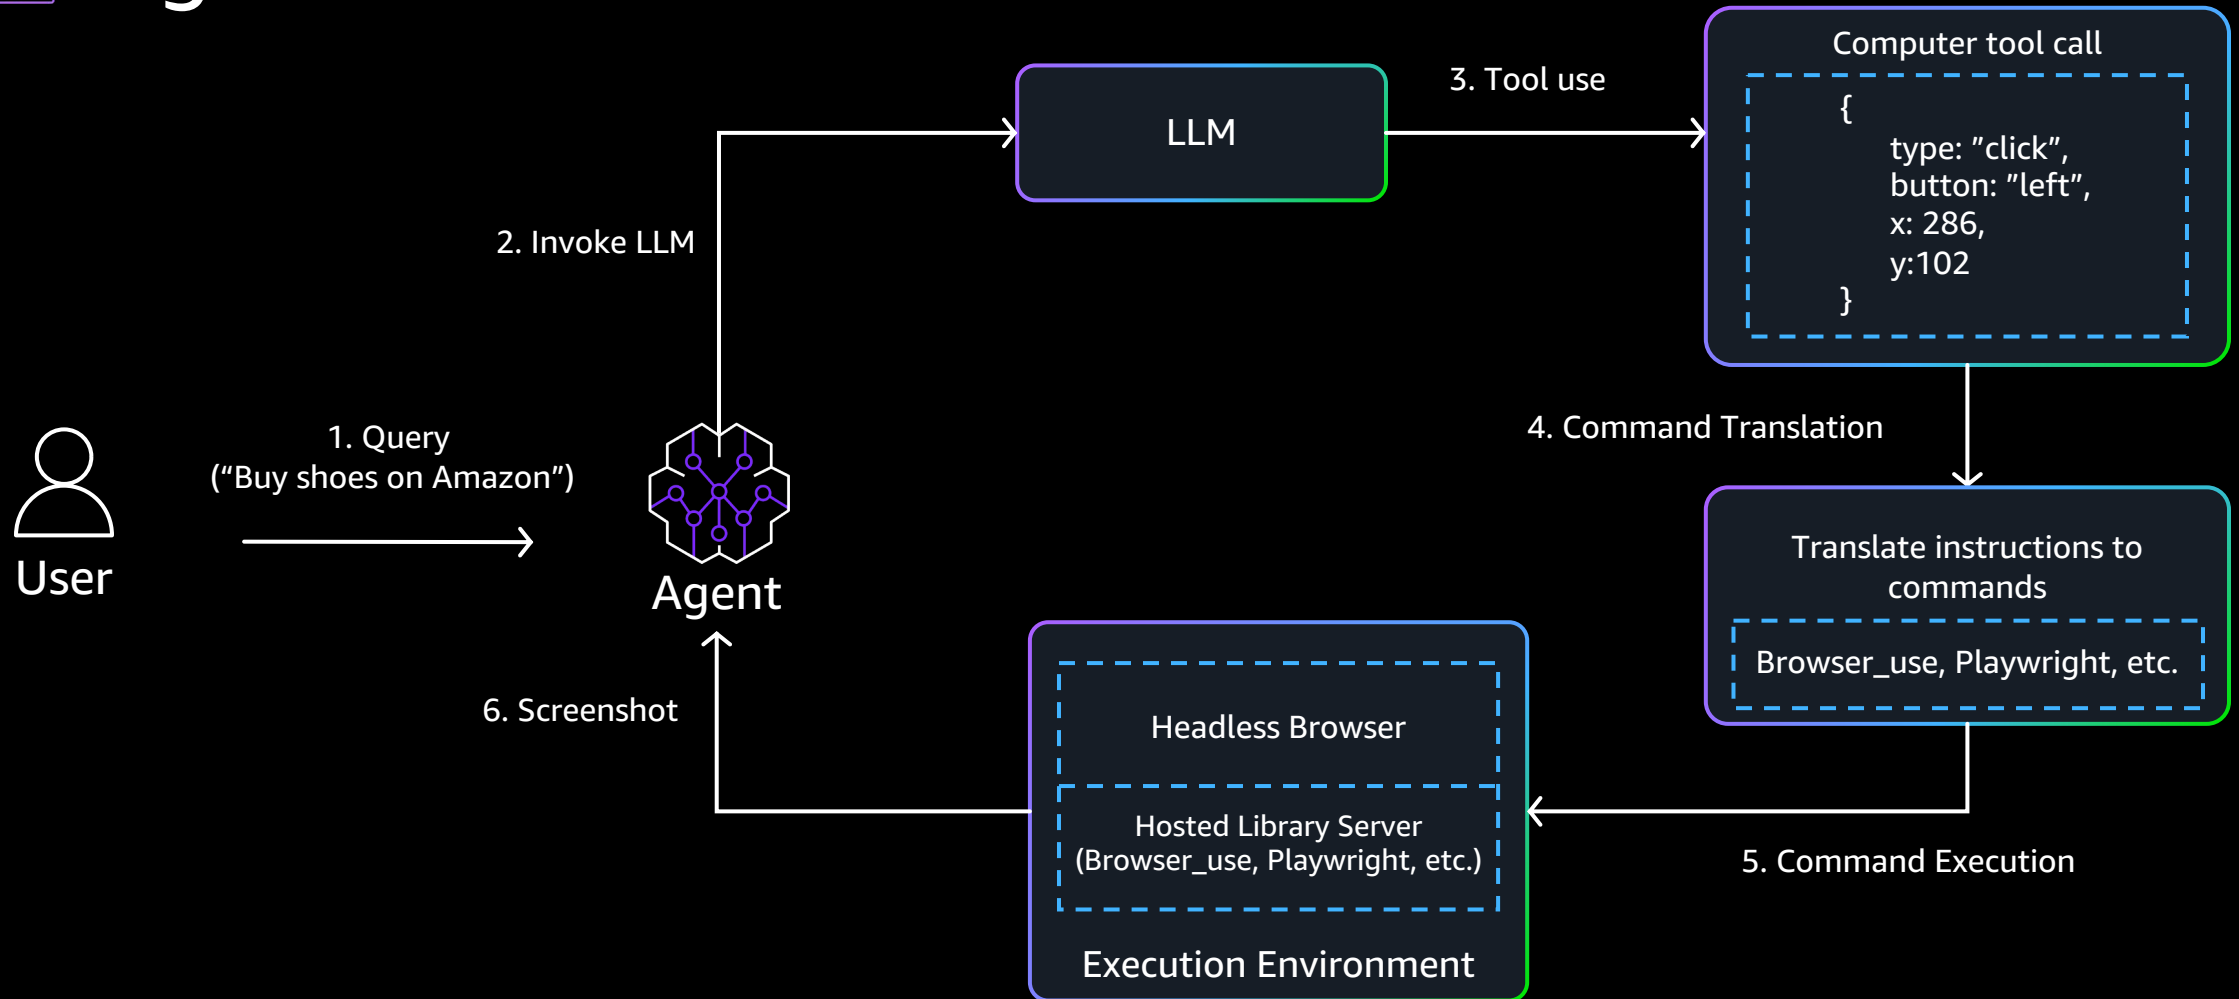 Computer tool call
{
type: ”click”,
button: ”left”,
x: 286,
y:102
}
3. Tool use
LLM
2. Invoke LLM
4. Command Translation
1. Query
(“Buy shoes on Amazon”)
User
Agent
Translate instructions to
commands
Browser_use, Playwright, etc.
6. Screenshot
Headless Browser
Hosted Library Server
(Browser_use, Playwright, etc.)
5. Command Execution
Execution Environment